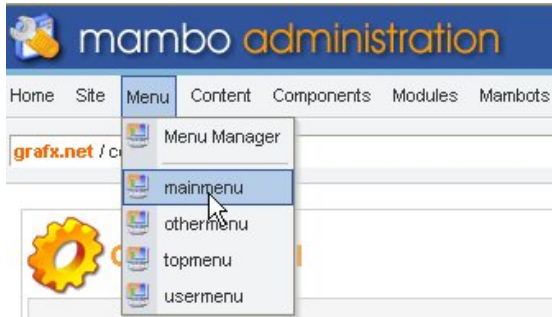 mambo administration
Home Site Menu Content Components Modules Mambots
grafx.net / c
Menu Manager
mainmenu
othermenu
topmenu
usermenu